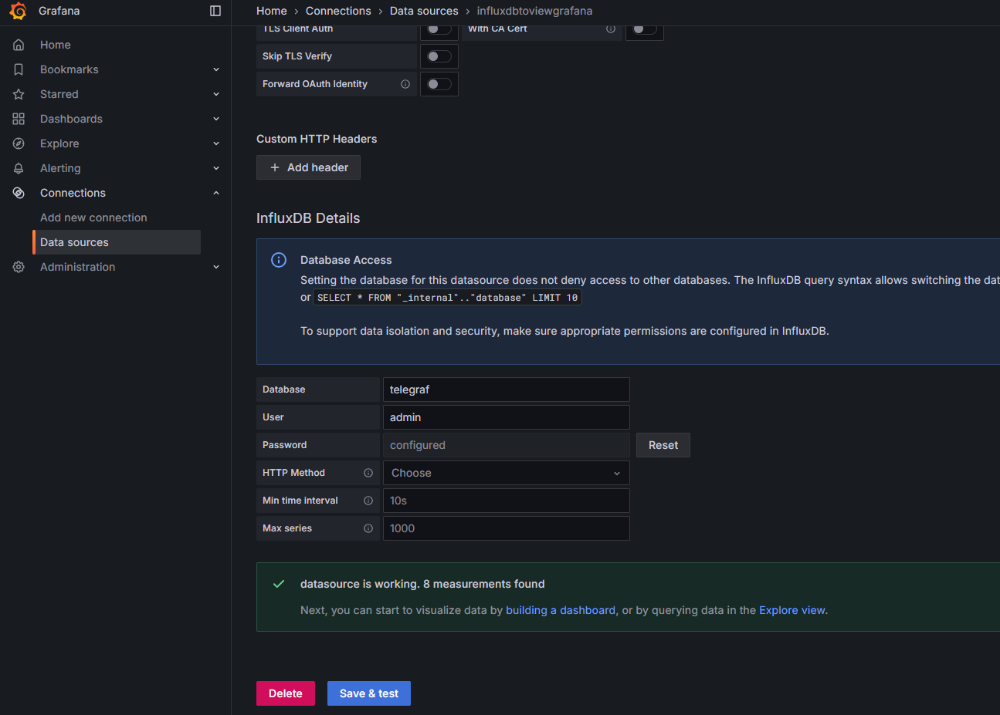 Grafana
Home › Connections › Data sources › influxdbtoviewgrafana
Home
Bookmarks
Starred
Dashboards
Explore
Alerting
Connections
Add new connection
Data sources
Administration
TLS Client Auth
With CA Cert
Skip TLS Verify
Forward OAuth Identity
Custom HTTP Headers
+ Add header
InfluxDB Details
Database Access
Setting the database for this datasource does not deny access to other databases. The InfluxDB query syntax allows switching the dat
or SELECT * FROM "_internal".."database" LIMIT 10
To support data isolation and security, make sure appropriate permissions are configured in InfluxDB.
Database telegraf
User admin
Password configured Reset
HTTP Method Choose
Min time interval 10s
Max series 1000
datasource is working. 8 measurements found
Next, you can start to visualize data by building a dashboard, or by querying data in the Explore view.
Delete Save & test